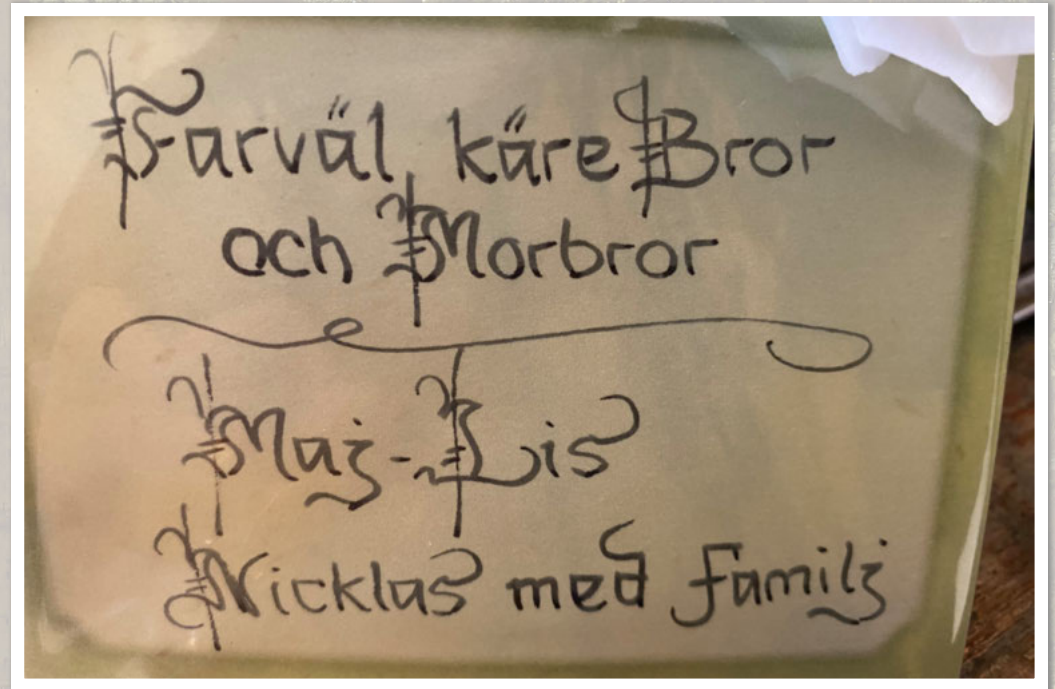 Farväl, käre Bror
och Morbror
Maj-Lis
Nicklas med familj